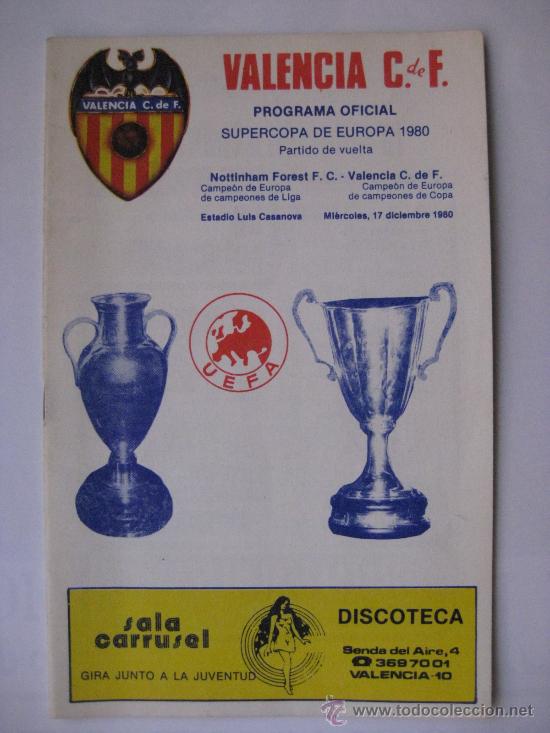 VALENCIA C. de F.
VALENCIA C. de F.
PROGRAMA OFICIAL
SUPERCOPA DE EUROPA 1980
Partido de vuelta
Nottinham Forest F. C. - Valencia C. de F.
Campeón de Europa Campeón de Europa
de campeones de Liga de campeones de Copa
Estadio Luis Casanova Miércoles, 17 diciembre 1980
UEFA
sala
carrusel
GIRA JUNTO A LA JUVENTUD
DISCOTECA
Senda del Aire, 4
☎ 3697001
VALENCIA-10
todocoleccion
www.todocoleccion.net